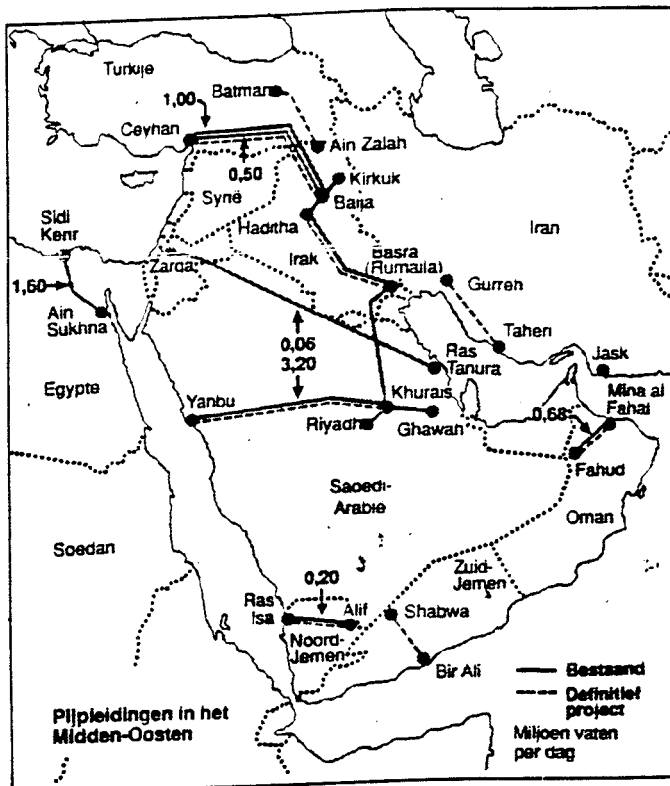 Turkije
Batman
1,00
Ceyhan
Ain Zalah
0,50
Kirkuk
Syrië
Baija
Sidi
Kerir
Haditha
Iran
Zarqa
Irak
Basra
(Rumaila)
1,60
Gurreh
Ain
Sukhna
Taheri
0,06
3,20
Ras
Tanura
Jask
Egypte
Yanbu
Khurais
Mina al
Fahal
0,68
Riyadh
Ghawah
Fahud
Saoedi-
Arabie
Oman
Soedan
Zuid-
Jemen
0,20
Ras
Isa
Alif
Shabwa
Noord-
Jemen
Bir Ali
Bestaand
Definitief
project
Pijpleidingen in het
Midden-Oosten
Miljoen vaten
per dag